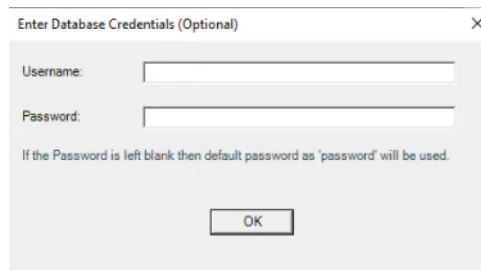 Enter Database Credentials (Optional)
Username:
Password:
If the Password is left blank then default password as 'password' will be used.
OK